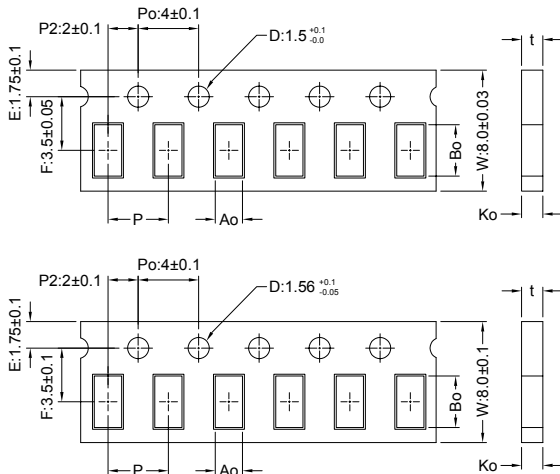 P2:2±0.1
Po:4±0.1
D:1.5 +0.1 -0.0
t
E:1.75±0.1
F:3.5±0.05
Bo
W:8.0±0.03
P
Ao
Ko
P2:2±0.1
Po:4±0.1
D:1.56 +0.1 -0.05
t
E:1.75±0.1
F:3.5±0.1
Bo
W:8.0±0.1
P
Ao
Ko